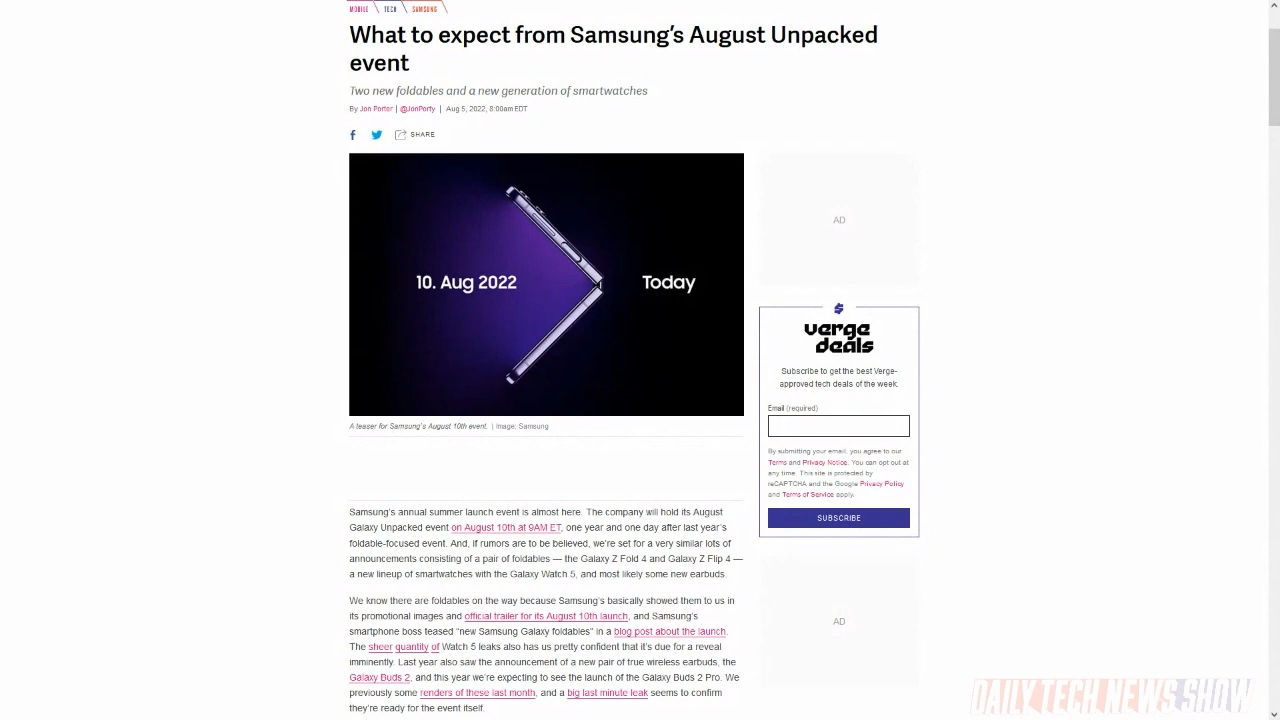 MOBILE TECH SAMSUNG
What to expect from Samsung's August Unpacked
event
Two new foldables and a new generation of smartwatches
By Jon Porter | @JonPorty | Aug 5, 2022, 8:00am EDT
SHARE
10. Aug 2022
Today
A teaser for Samsung's August 10th event. | Image: Samsung
Samsung's annual summer launch event is almost here. The company will hold its August
Galaxy Unpacked event on August 10th at 9AM ET, one year and one day after last year's
foldable-focused event. And, if rumors are to be believed, we're set for a very similar lots of
announcements consisting of a pair of foldables — the Galaxy Z Fold 4 and Galaxy Z Flip 4 —
a new lineup of smartwatches with the Galaxy Watch 5, and most likely some new earbuds.
We know there are foldables on the way because Samsung's basically showed them to us in
its promotional images and official trailer for its August 10th launch, and Samsung's
smartphone boss teased "new Samsung Galaxy foldables" in a blog post about the launch.
The sheer quantity of Watch 5 leaks also has us pretty confident that it's due for a reveal
imminently. Last year also saw the announcement of a new pair of true wireless earbuds, the
Galaxy Buds 2, and this year we're expecting to see the launch of the Galaxy Buds 2 Pro. We
previously some renders of these last month, and a big last minute leak seems to confirm
they're ready for the event itself.
AD
verge
deals
Subscribe to get the best Verge-
approved tech deals of the week.
Email (required)
By submitting your email, you agree to our
Terms and Privacy Notice. You can opt out at
any time. This site is protected by
reCAPTCHA and the Google Privacy Policy
and Terms of Service apply.
SUBSCRIBE
AD
DAILY TECH NEWS SHOW